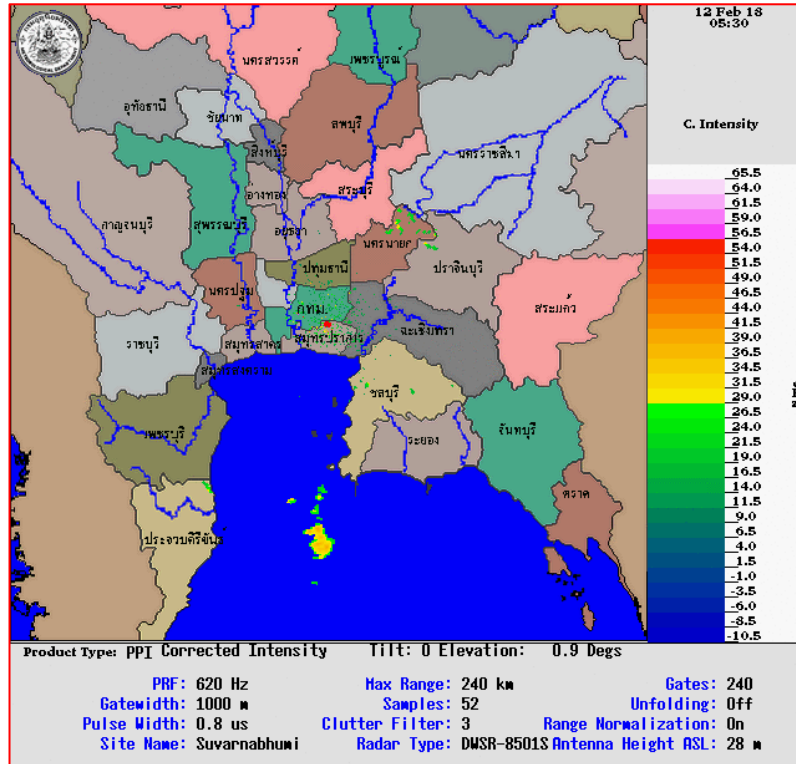 12 Feb 18
05:30
C. Intensity
นครสวรรค์
เพชรบูรณ์
อุทัยธานี
ชัยนาท
ลพบุรี
สิงห์บุรี
นครราชสีมา
สระบุรี
อ่างทอง
กาญจนบุรี
สุพรรณบุรี
อยุธยา
นครนายก
ปทุมธานี
ปราจีนบุรี
นครปฐม
สระแก้ว
กทม.
ฉะเชิงเทรา
ราชบุรี
สมุทรสาคร
สมุทรปราการ
สมุทรสงคราม
ชลบุรี
เพชรบุรี
ระยอง
จันทบุรี
ตราด
ประจวบคีรีขันธ์
65.5
64.0
61.5
59.0
56.5
54.0
51.5
49.0
46.5
44.0
41.5
39.0
36.5
34.0
31.5
29.0
26.5
24.0
21.5
19.0
16.5
14.0
11.5
9.0
6.5
4.0
1.5
-1.0
-3.5
-6.0
-8.5
-10.5
Product Type: PPI Corrected Intensity Tilt: 0 Elevation: 0.9 Degs
PRF: 620 Hz Max Range: 240 km Gates: 240
Gatewidth: 1000 m Samples: 52 Unfolding: Off
Pulse Width: 0.8 us Clutter Filter: 3 Range Normalization: On
Site Name: Suvarnabhumi Radar Type: DWSR-8501S Antenna Height ASL: 28 m